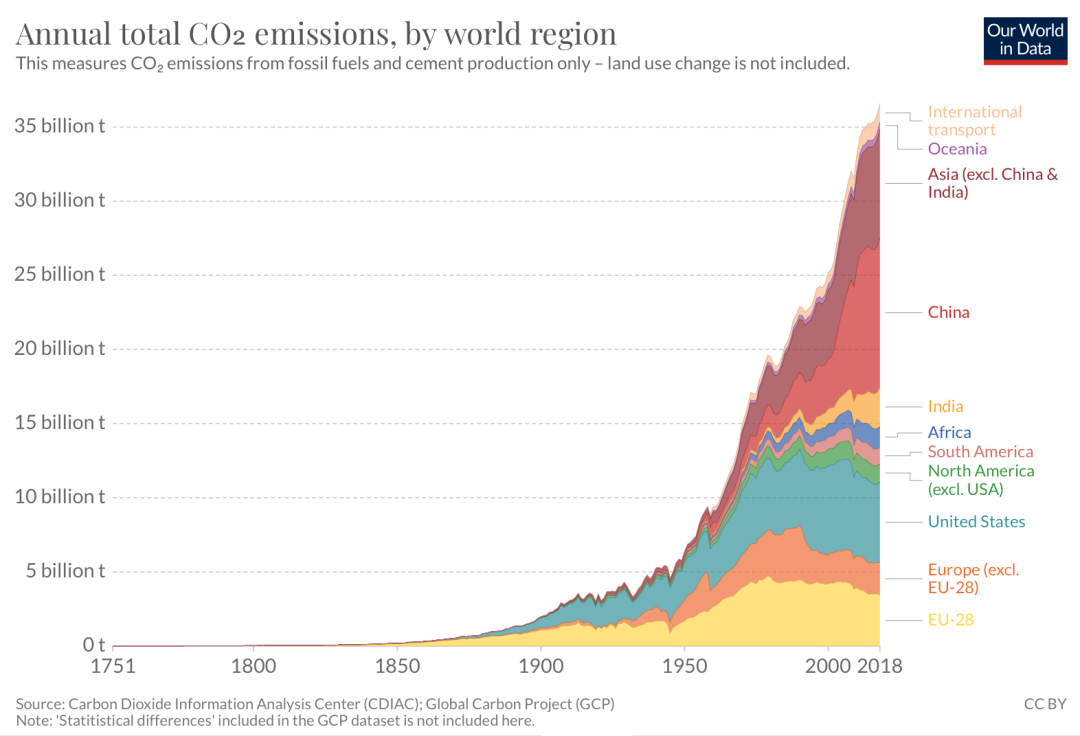 Annual total CO2 emissions, by world region
Our World
in Data
This measures CO₂ emissions from fossil fuels and cement production only – land use change is not included.
35 billion t
30 billion t
25 billion t
20 billion t
15 billion t
10 billion t
5 billion t
0 t
International
transport
Oceania
Asia (excl. China &
India)
China
India
Africa
South America
North America
(excl. USA)
United States
Europe (excl.
EU-28)
EU-28
1751
1800
1850
1900
1950
2000
2018
Source: Carbon Dioxide Information Analysis Center (CDIAC); Global Carbon Project (GCP)
CC BY
Note: 'Statitistical differences' included in the GCP dataset is not included here.